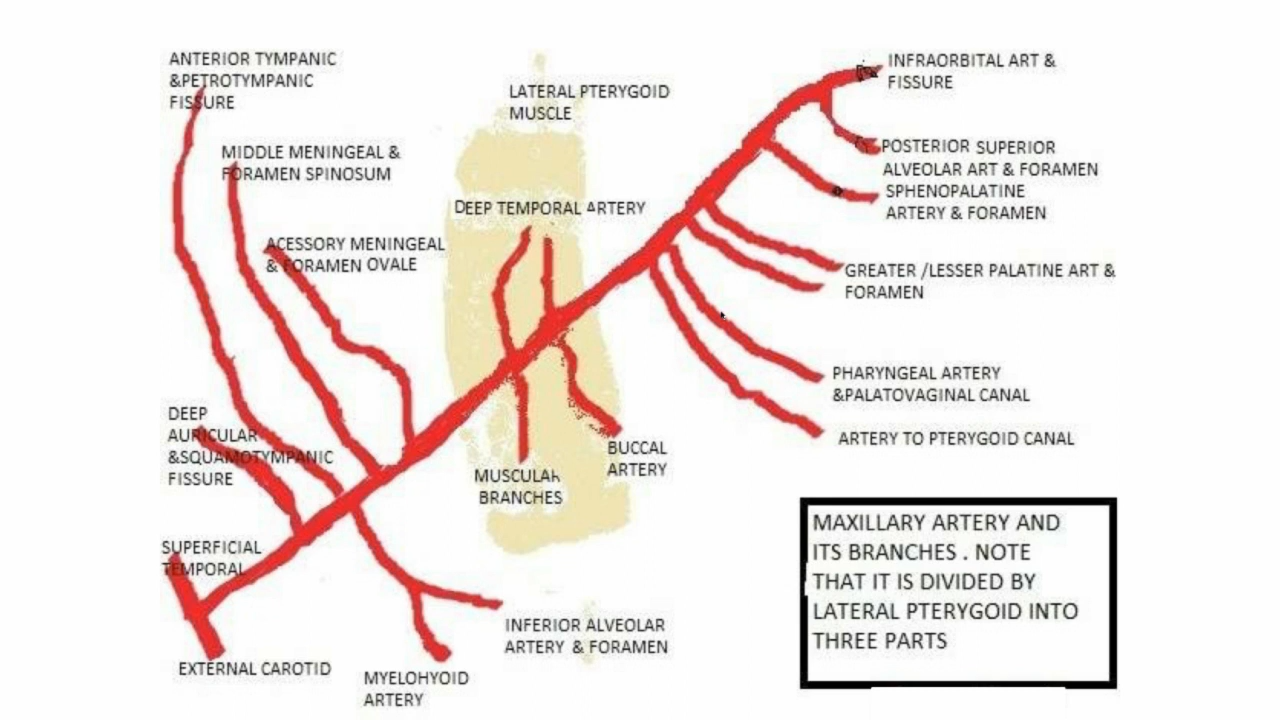 ANTERIOR TYMPANIC
&PETROTYMPANIC
FISSURE
MIDDLE MENINGEAL &
FORAMEN SPINOSUM
ACESSORY MENINGEAL
& FORAMEN OVALE
DEEP
AURICULAR
&SQUAMOTYMPANIC
FISSURE
SUPERFICIAL
TEMPORAL
EXTERNAL CAROTID
MYELOHYOID
ARTERY
INFERIOR ALVEOLAR
ARTERY & FORAMEN
LATERAL PTERYGOID
MUSCLE
DEEP TEMPORAL ARTERY
MUSCULAR
BRANCHES
BUCCAL
ARTERY
INFRAORBITAL ART &
FISSURE
POSTERIOR SUPERIOR
ALVEOLAR ART & FORAMEN
SPHENOPALATINE
ARTERY & FORAMEN
GREATER /LESSER PALATINE ART &
FORAMEN
PHARYNGEAL ARTERY
&PALATOVAGINAL CANAL
ARTERY TO PTERYGOID CANAL
MAXILLARY ARTERY AND
ITS BRANCHES . NOTE
THAT IT IS DIVIDED BY
LATERAL PTERYGOID INTO
THREE PARTS